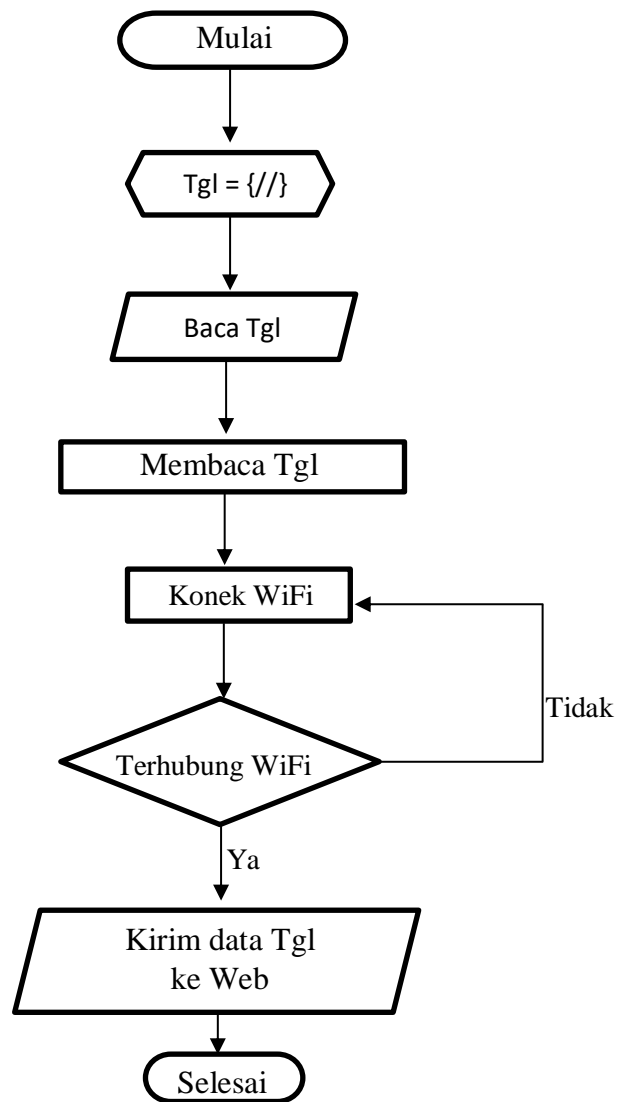 Mulai
Tgl = {//}
Baca Tgl
Membaca Tgl
Konek WiFi
Tidak
Terhubung WiFi
Ya
Kirim data Tgl
ke Web
Selesai